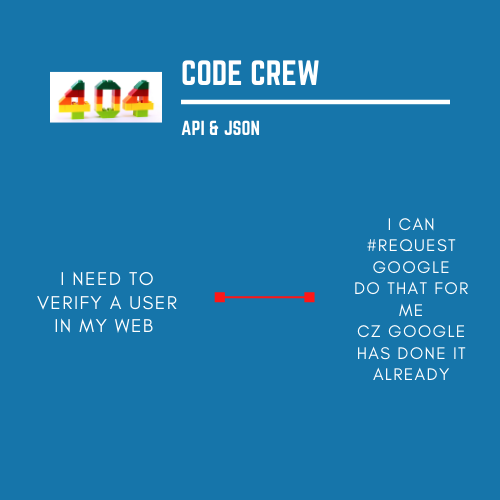 404
CODE CREW
API & JSON
I NEED TO
VERIFY A USER
IN MY WEB
I CAN
#REQUEST
GOOGLE
DO THAT FOR
ME
CZ GOOGLE
HAS DONE IT
ALREADY